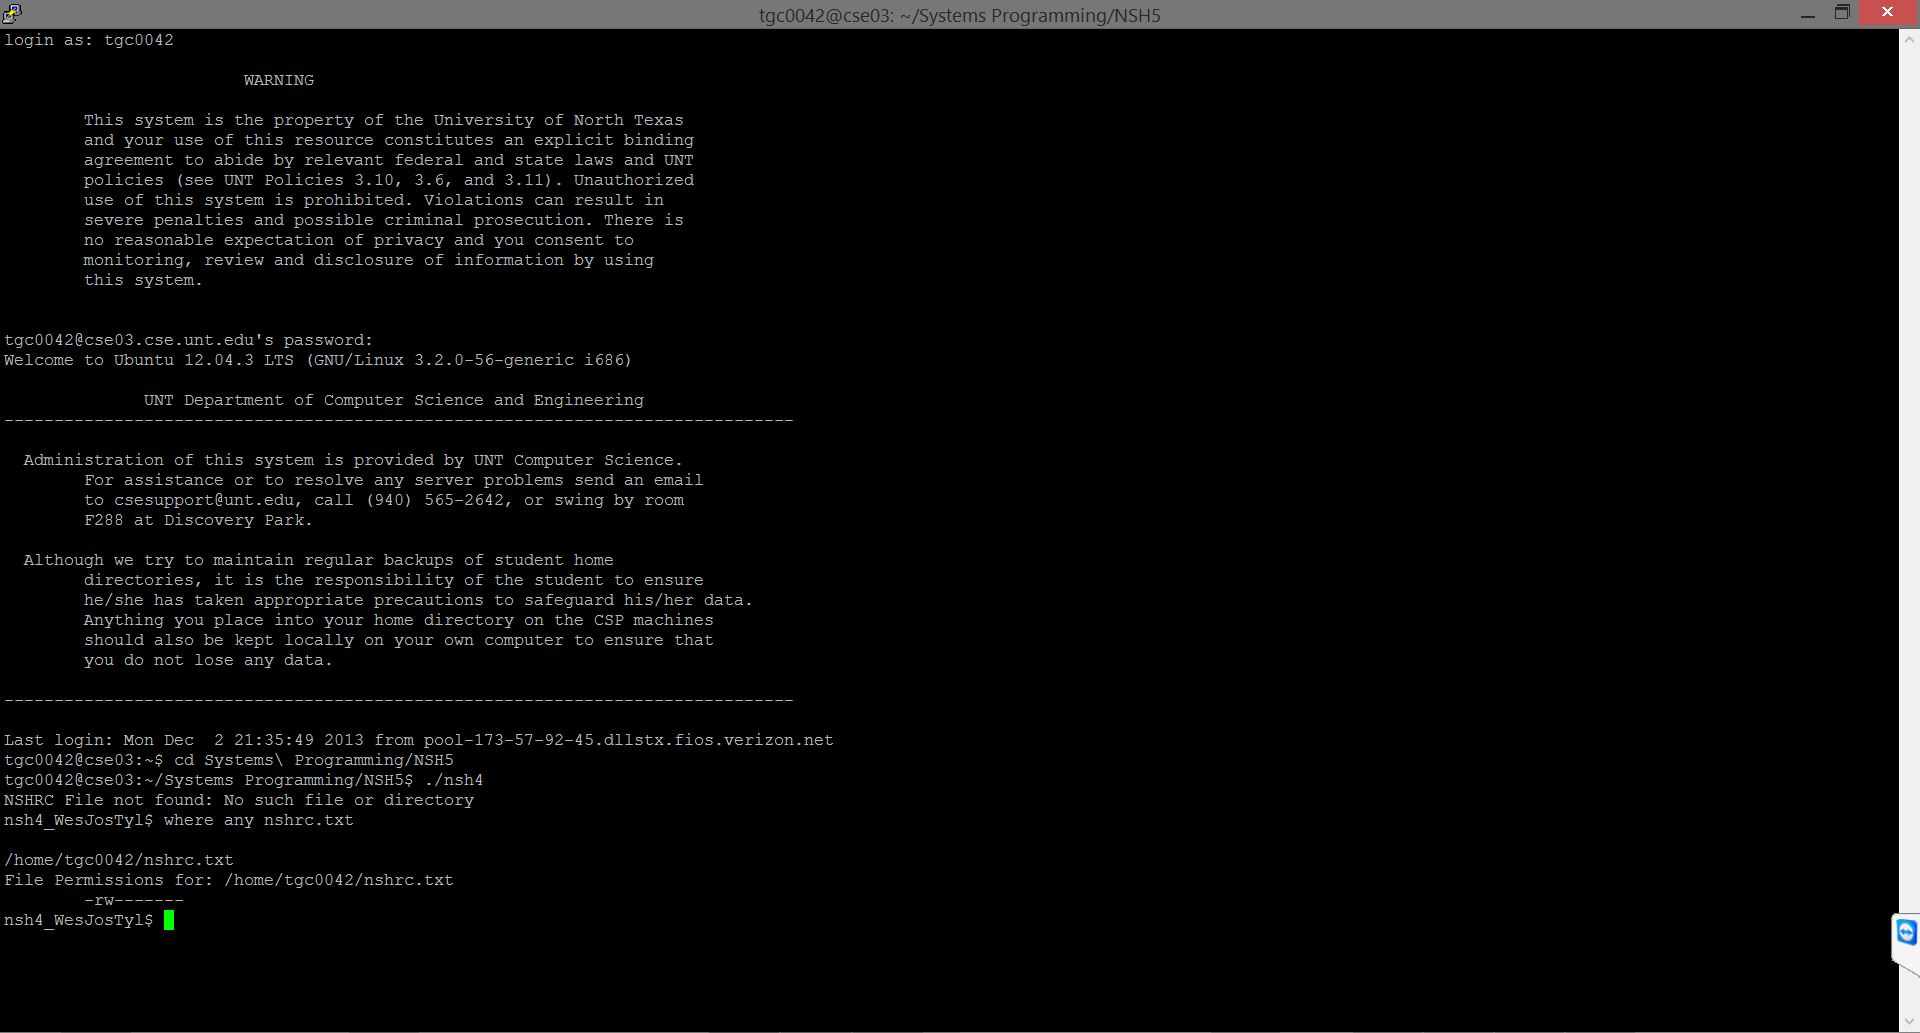 tgc0042@cse03: ~/Systems Programming/NSH5
login as: tgc0042
WARNING
This system is the property of the University of North Texas
and your use of this resource constitutes an explicit binding
agreement to abide by relevant federal and state laws and UNT
policies (see UNT Policies 3.10, 3.6, and 3.11). Unauthorized
use of this system is prohibited. Violations can result in
severe penalties and possible criminal prosecution. There is
no reasonable expectation of privacy and you consent to
monitoring, review and disclosure of information by using
this system.
tgc0042@cse03.cse.unt.edu's password:
Welcome to Ubuntu 12.04.3 LTS (GNU/Linux 3.2.0-56-generic i686)
UNT Department of Computer Science and Engineering
-------------------------------------------------------------------------------
Administration of this system is provided by UNT Computer Science.
For assistance or to resolve any server problems send an email
to csesupport@unt.edu, call (940) 565-2642, or swing by room
F288 at Discovery Park.
Although we try to maintain regular backups of student home
directories, it is the responsibility of the student to ensure
he/she has taken appropriate precautions to safeguard his/her data.
Anything you place into your home directory on the CSP machines
should also be kept locally on your own computer to ensure that
you do not lose any data.
-------------------------------------------------------------------------------
Last login: Mon Dec  2 21:35:49 2013 from pool-173-57-92-45.dllstx.fios.verizon.net
tgc0042@cse03:~$ cd Systems\ Programming/NSH5
tgc0042@cse03:~/Systems Programming/NSH5$ ./nsh4
NSHRC File not found: No such file or directory
nsh4_WesJosTyl$ where any nshrc.txt
/home/tgc0042/nshrc.txt
File Permissions for: /home/tgc0042/nshrc.txt
-rw-------
nsh4_WesJosTyl$